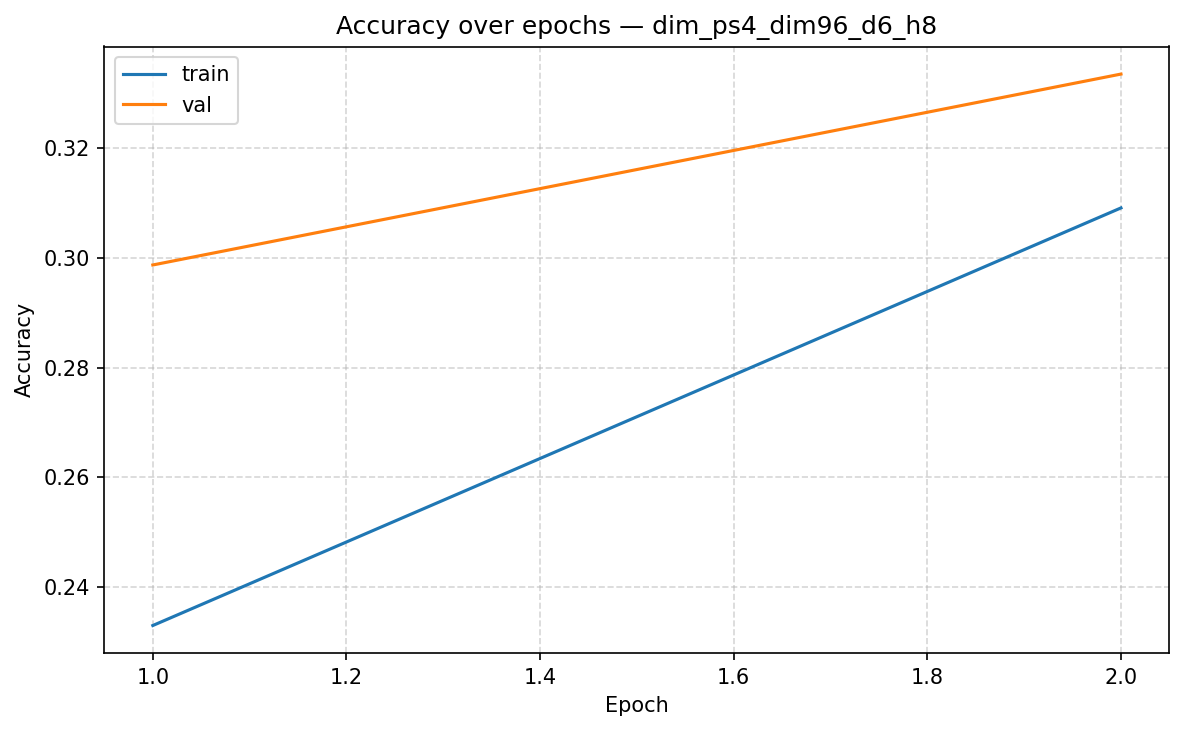 Accuracy over epochs — dim_ps4_dim96_d6_h8
train
val
Accuracy
0.32
0.30
0.28
0.26
0.24
1.0 1.2 1.4 1.6 1.8 2.0
Epoch